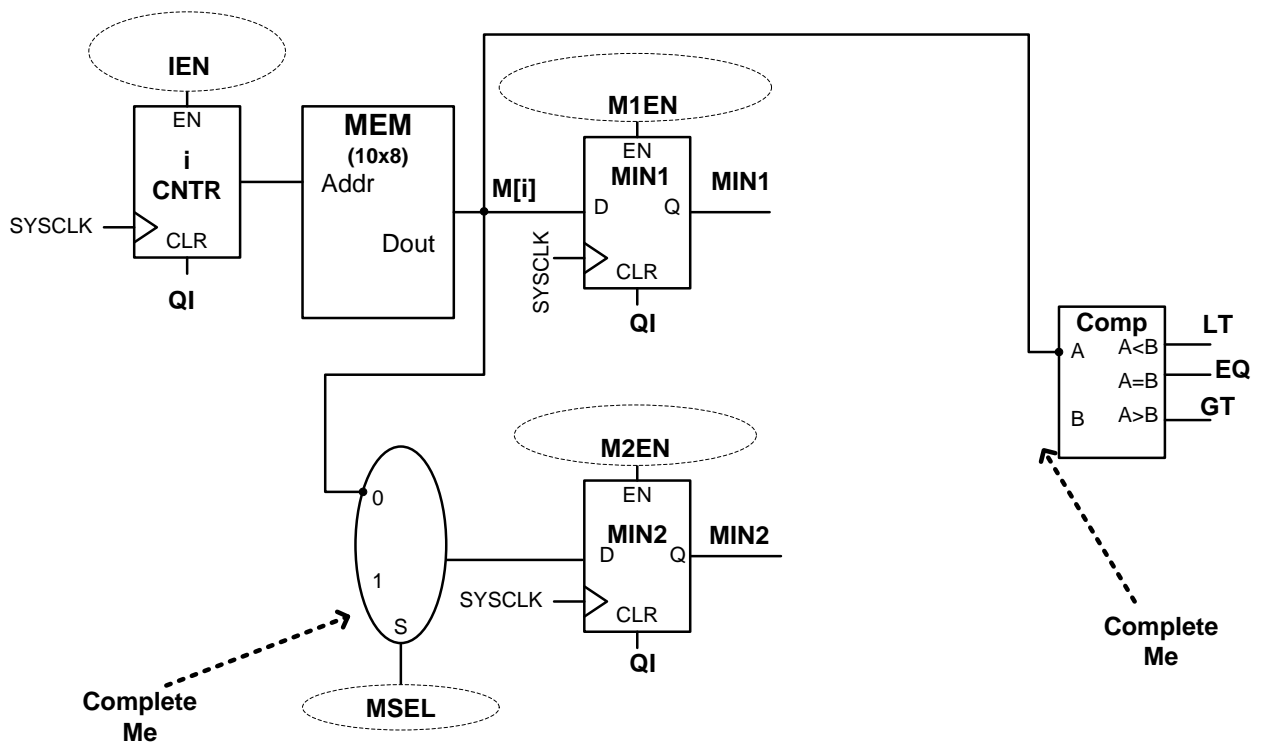 IEN
EN
i
CNTR
SYSCLK
CLR
QI
MEM
(10x8)
Addr
Dout
M[i]
M1EN
EN
MIN1
D
Q
MIN1
SYSCLK
CLR
QI
Comp
A
A<B
LT
A=B
EQ
B
A>B
GT
M2EN
EN
MIN2
D
Q
MIN2
SYSCLK
CLR
QI
0
1
S
MSEL
Complete
Me
Complete
Me